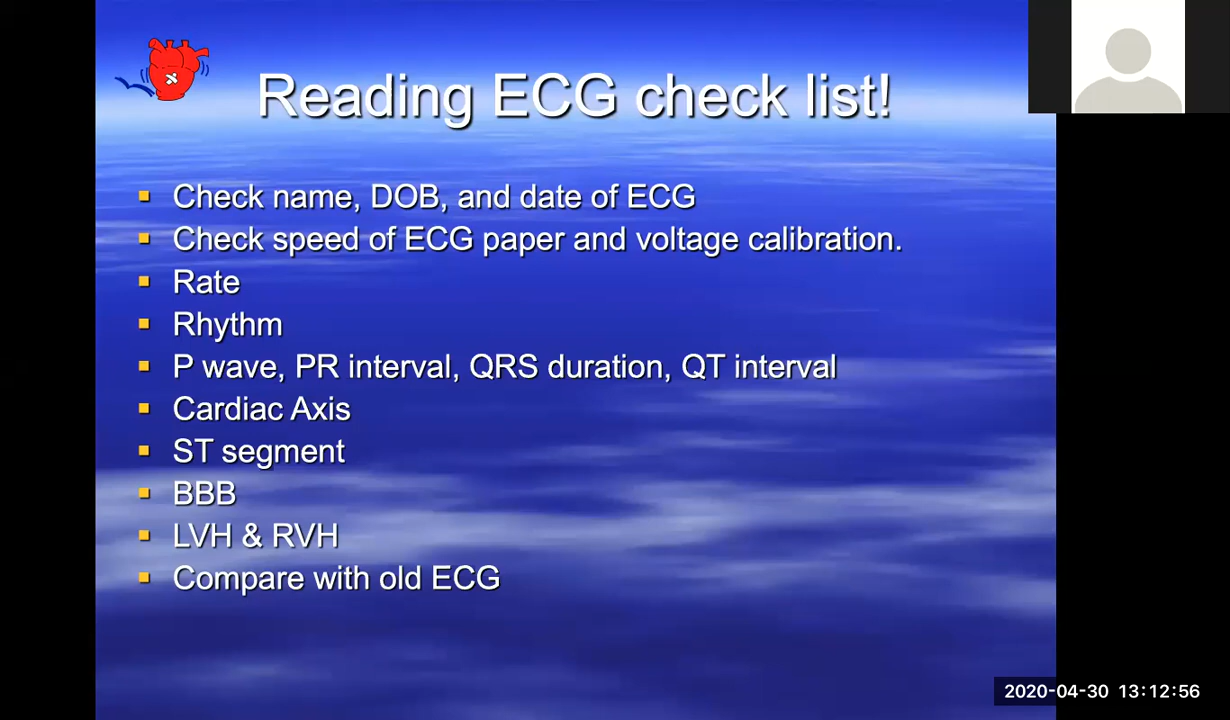 Reading ECG check list!
Check name, DOB, and date of ECG
Check speed of ECG paper and voltage calibration.
Rate
Rhythm
P wave, PR interval, QRS duration, QT interval
Cardiac Axis
ST segment
BBB
LVH & RVH
Compare with old ECG
2020-04-30 13:12:56